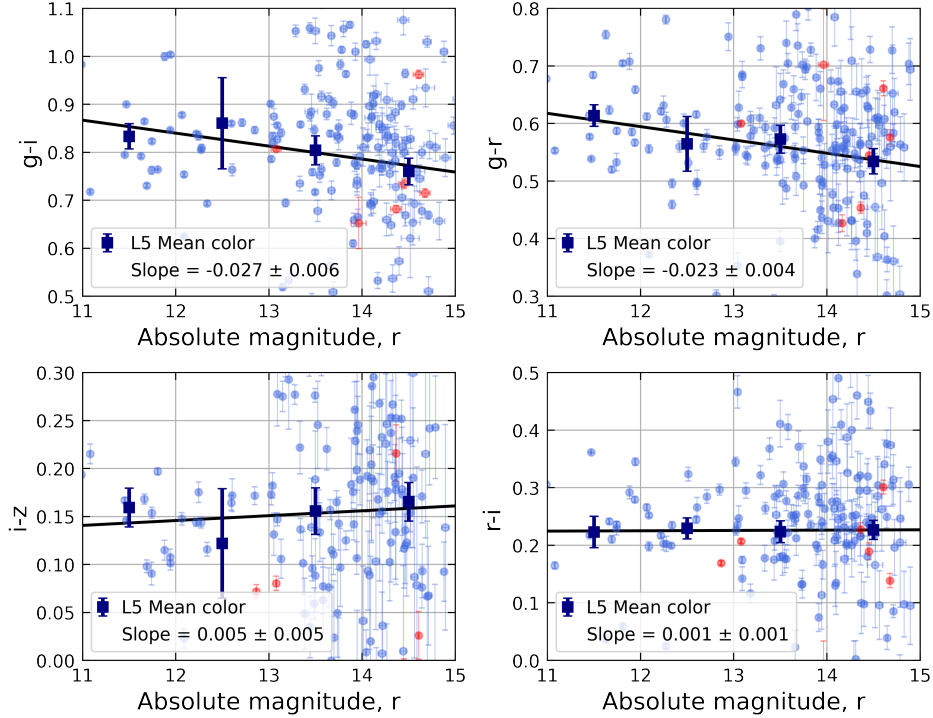 1.1
1.0
0.9
0.8
0.7
0.6
0.5
g-i
L5 Mean color
Slope = -0.027 ± 0.006
11 12 13 14 15
Absolute magnitude, r
0.8
0.7
0.6
0.5
0.4
0.3
g-r
L5 Mean color
Slope = -0.023 ± 0.004
11 12 13 14 15
Absolute magnitude, r
0.30
0.25
0.20
0.15
0.10
0.05
0.00
i-z
L5 Mean color
Slope = 0.005 ± 0.005
11 12 13 14 15
Absolute magnitude, r
0.5
0.4
0.3
0.2
0.1
0.0
r-i
L5 Mean color
Slope = 0.001 ± 0.001
11 12 13 14 15
Absolute magnitude, r